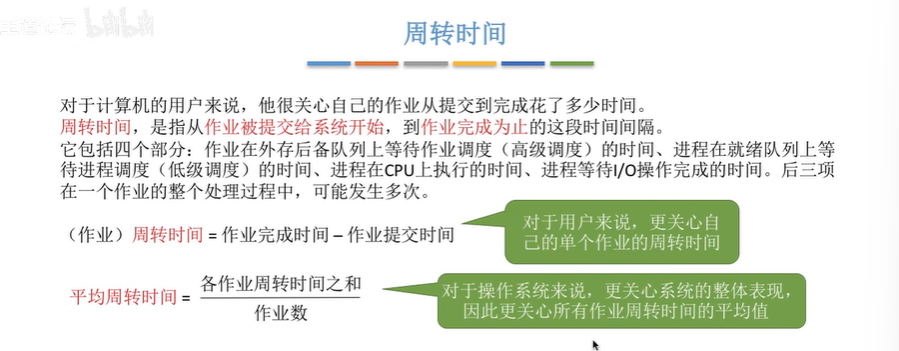 周转时间
对于计算机的用户来说，他很关心自己的作业从提交到完成花了多少时间。
周转时间，是指从作业被提交给系统开始，到作业完成为止的这段时间间隔。
它包括四个部分：作业在外存后备队列上等待作业调度（高级调度）的时间、进程在就绪队列上等
待进程调度（低级调度）的时间、进程在CPU上执行的时间、进程等待I/O操作完成的时间。后三项
在一个作业的整个处理过程中，可能发生多次。
（作业）周转时间 = 作业完成时间 – 作业提交时间
对于用户来说，更关心自
己的单个作业的周转时间
平均周转时间 = 各作业周转时间之和
作业数
对于操作系统来说，更关心系统的整体表现，
因此更关心所有作业周转时间的平均值